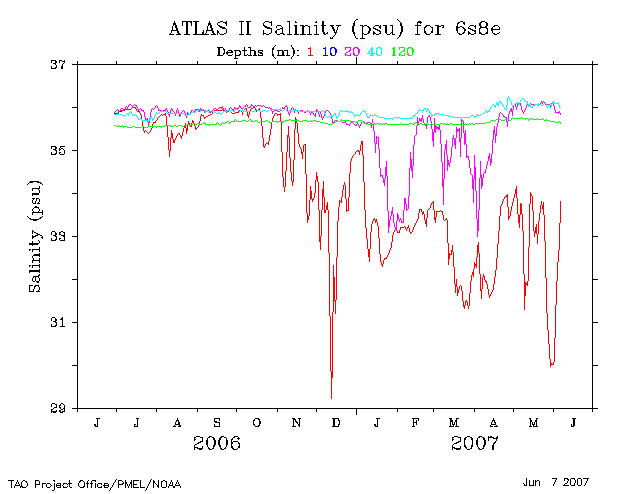 ATLAS II Salinity (psu) for 6s8e
Depths (m): 1 10 20 40 120
37
35
33
31
29
Salinity (psu)
J J A S O N D J F M A M J
2006 2007
TAO Project Office/PMEL/NOAA
Jun 7 2007